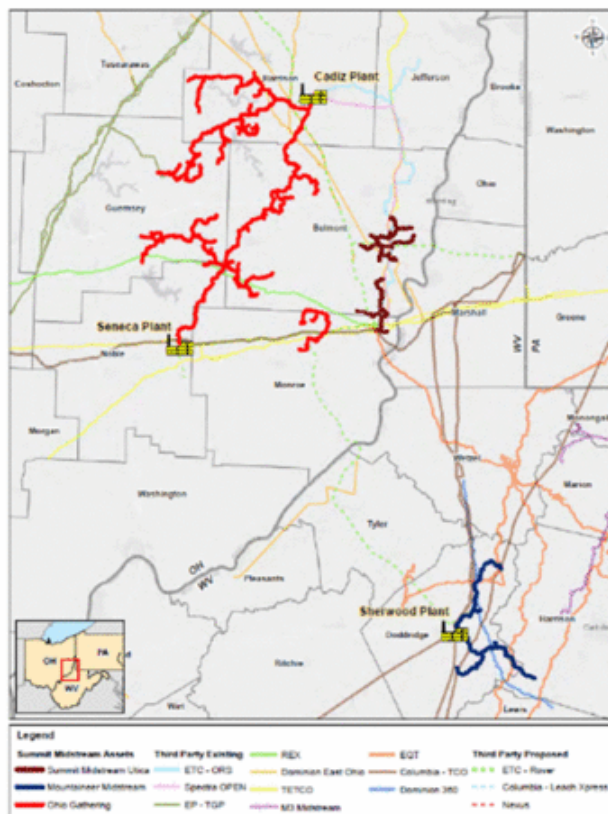 Coshocton
Tuscarawas
Harrison
Cadiz Plant
Jefferson
Brooke
Washington
Ohio
Guernsey
Belmont
Marshall
Greene
Seneca Plant
Noble
WV
PA
Monroe
Morgan
Wetzel
Marion
Washington
Tyler
OH
WV
Pleasants
Sherwood Plant
Doddridge
Harrison
Ritchie
Wirt
Lewis
OH
PA
WV
Legend
Summit Midstream Assets
Third Party Existing
REX
EQT
Third Party Proposed
Summit Midstream Utica
ETC - ORS
Dominion East Ohio
Columbia - TCO
ETC - Rover
Mountaineer Midstream
Spectra OPEN
TETCO
Dominion 360
Columbia - Leach Xpress
Ohio Gathering
EP - TGP
M3 Midstream
Nexus